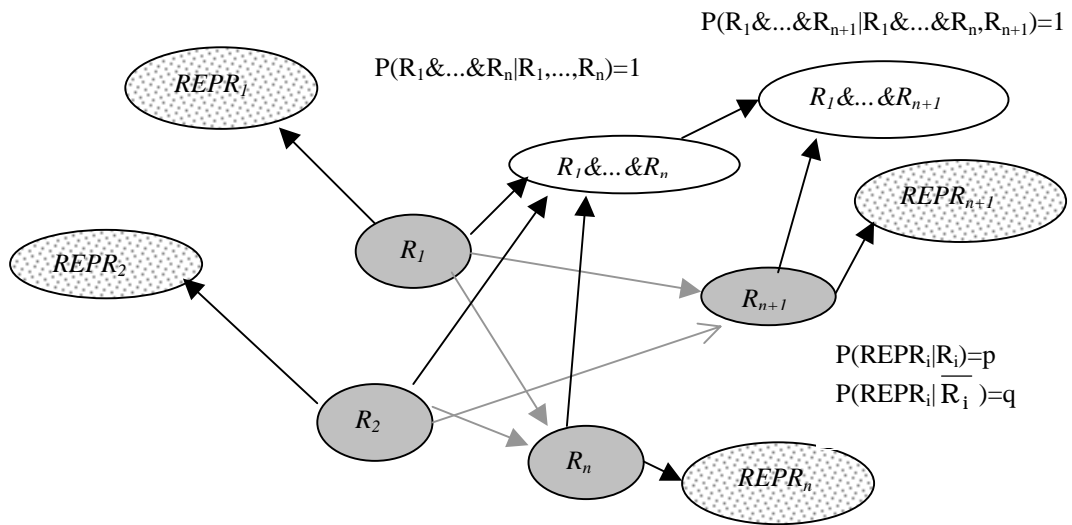 P(R₁&...&Rₙ₊₁|R₁&...&Rₙ,Rₙ₊₁)=1
P(R₁&...&Rₙ|R₁,...,Rₙ)=1
REPR₁
R₁&...&Rₙ₊₁
R₁&...&Rₙ
REPRₙ₊₁
R₁
REPR₂
Rₙ₊₁
P(REPRᵢ|Rᵢ)=p
P(REPRᵢ|R̅ᵢ)=q
R₂
Rₙ
REPRₙ